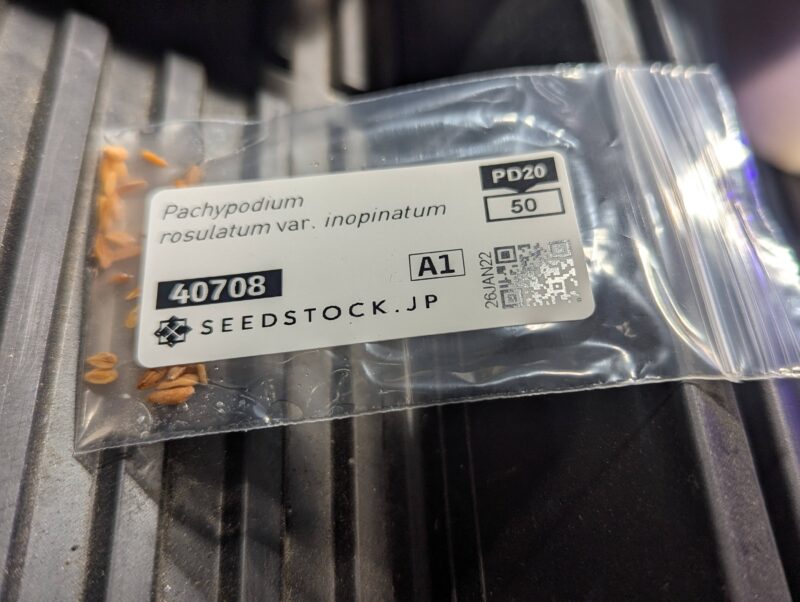 Pachypodium
rosulatum var. inopinatum
PD20
50
40708
A1
26JAN22
SEEDSTOCK.JP